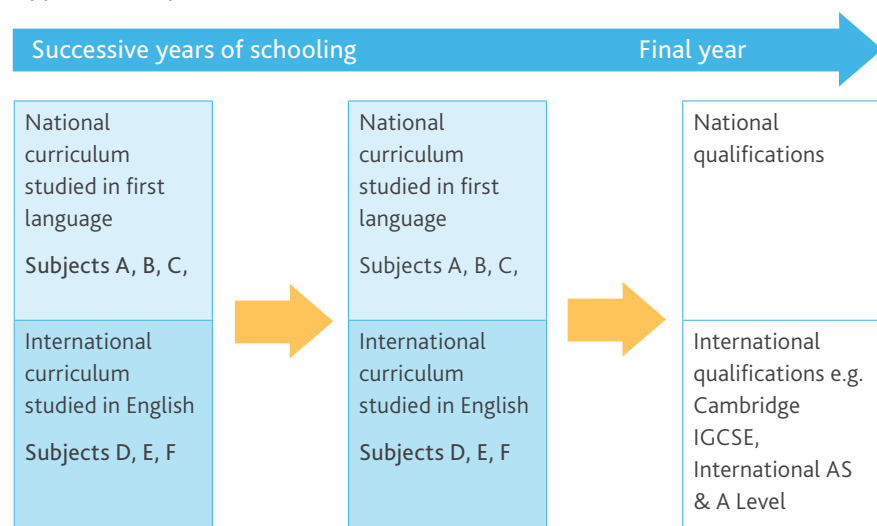 Successive years of schooling
Final year
National
curriculum
studied in first
language
Subjects A, B, C,
International
curriculum
studied in English
Subjects D, E, F
National
curriculum
studied in first
language
Subjects A, B, C,
International
curriculum
studied in English
Subjects D, E, F
National
qualifications
International
qualifications e.g.
Cambridge
IGCSE,
International AS
& A Level